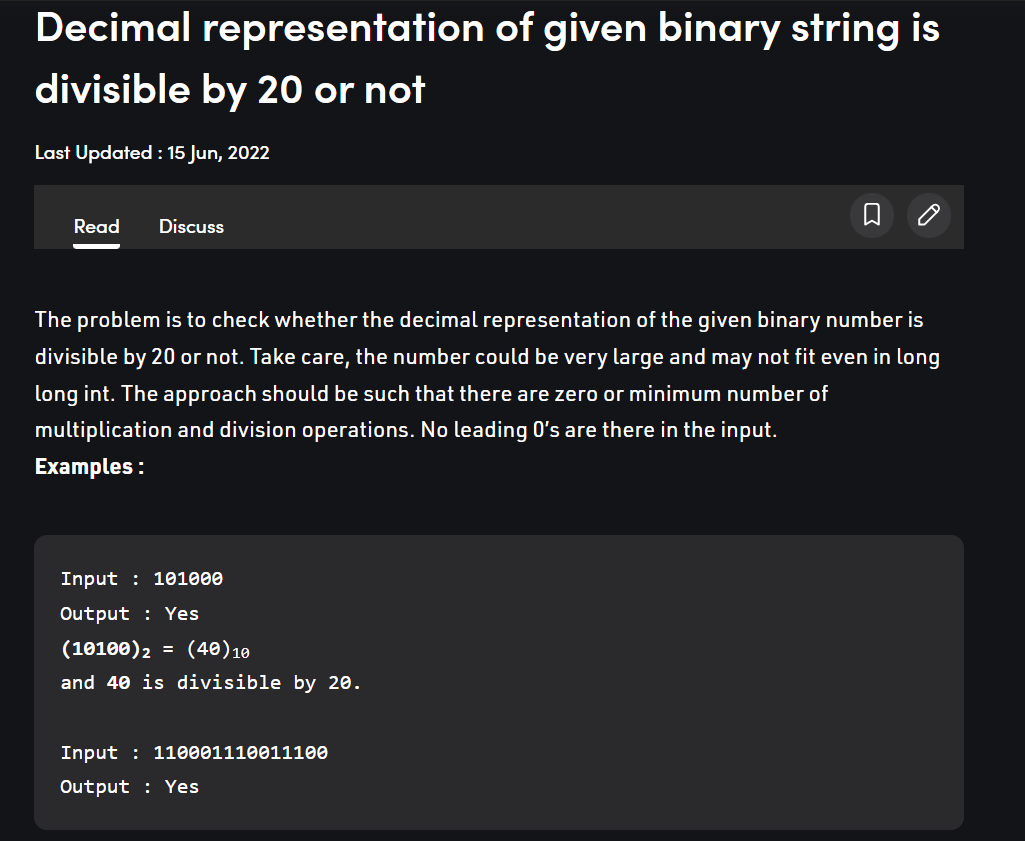 Decimal representation of given binary string is
divisible by 20 or not
Last Updated : 15 Jun, 2022
Read Discuss
The problem is to check whether the decimal representation of the given binary number is
divisible by 20 or not. Take care, the number could be very large and may not fit even in long
long int. The approach should be such that there are zero or minimum number of
multiplication and division operations. No leading 0’s are there in the input.
Examples :
Input : 101000
Output : Yes
(10100)₂ = (40)₁₀
and 40 is divisible by 20.
Input : 110001110011100
Output : Yes